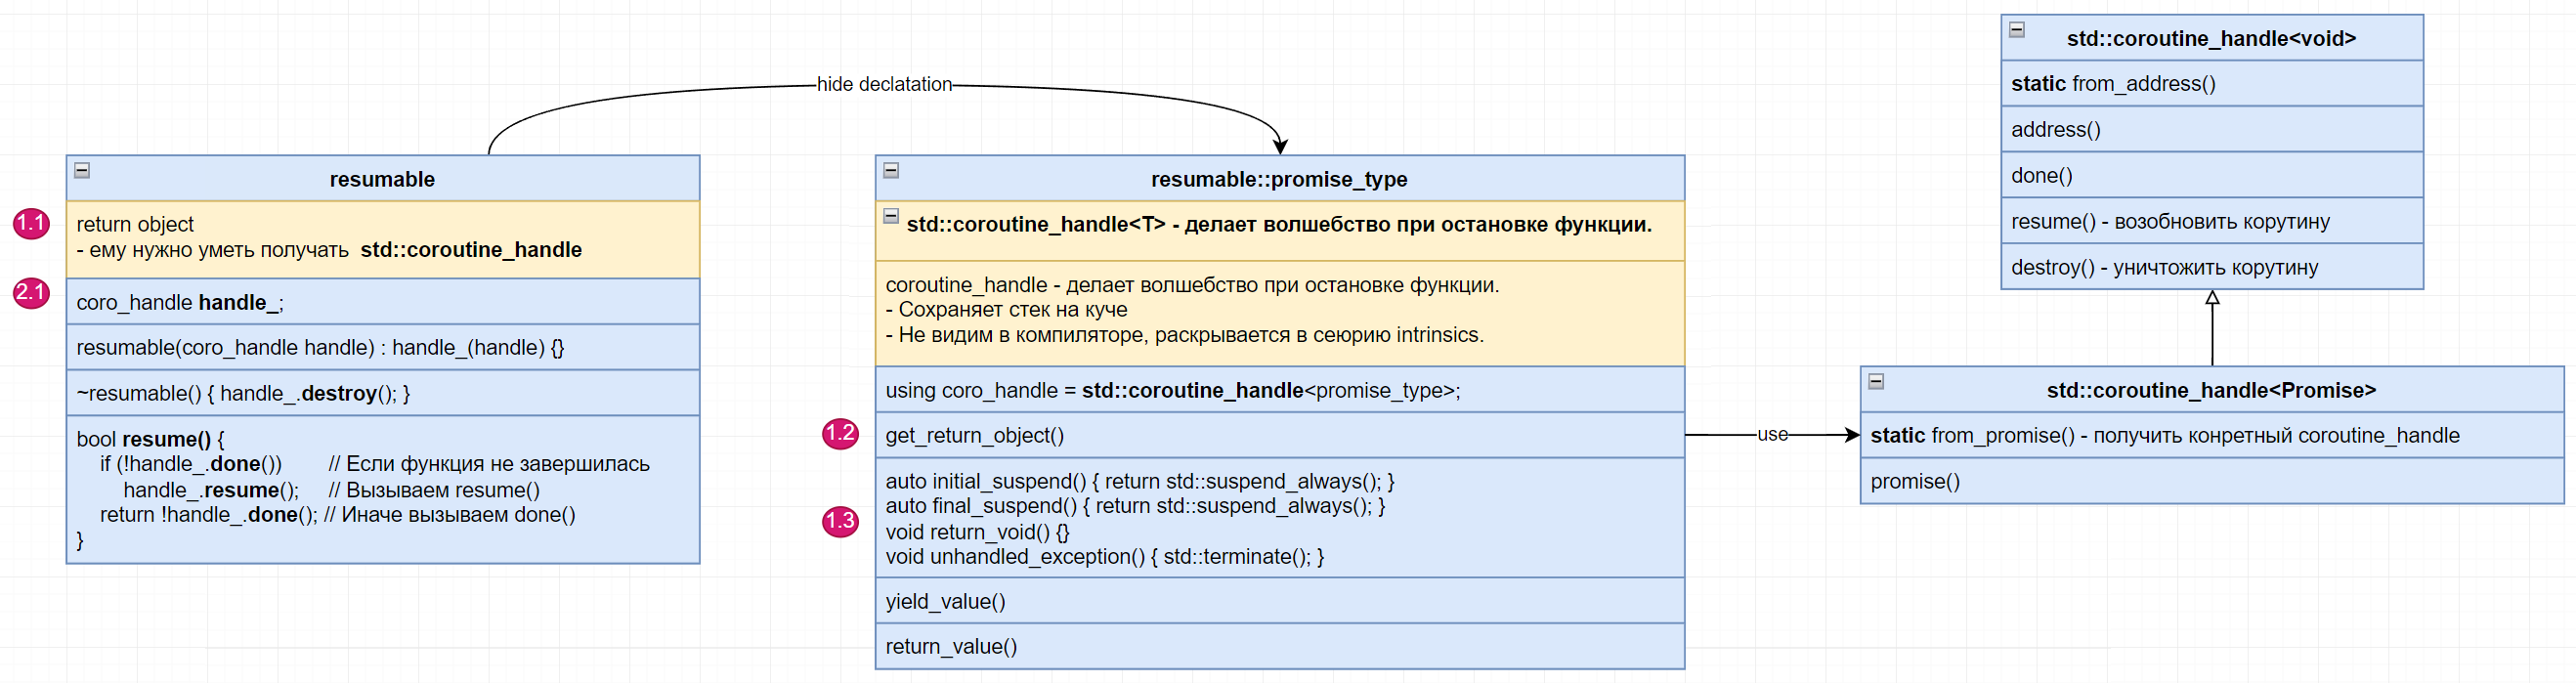 hide declatation
resumable
1.1
return object
- ему нужно уметь получать std::coroutine_handle
2.1
coro_handle handle_;
resumable(coro_handle handle) : handle_(handle) {}
~resumable() { handle_.destroy(); }
bool resume() {
if (!handle_.done()) // Если функция не завершилась
handle_.resume(); // Вызываем resume()
return !handle_.done(); // Иначе вызываем done()
}
resumable::promise_type
std::coroutine_handle<T> - делает волшебство при остановке функции.
coroutine_handle - делает волшебство при остановке функции.
- Сохраняет стек на куче
- Не видим в компиляторе, раскрывается в сеюрию intrinsics.
using coro_handle = std::coroutine_handle<promise_type>;
1.2
get_return_object()
1.3
auto initial_suspend() { return std::suspend_always(); }
auto final_suspend() { return std::suspend_always(); }
void return_void() {}
void unhandled_exception() { std::terminate(); }
yield_value()
return_value()
use
std::coroutine_handle<void>
static from_address()
address()
done()
resume() - возобновить корутину
destroy() - уничтожить корутину
std::coroutine_handle<Promise>
static from_promise() - получить конретный coroutine_handle
promise()